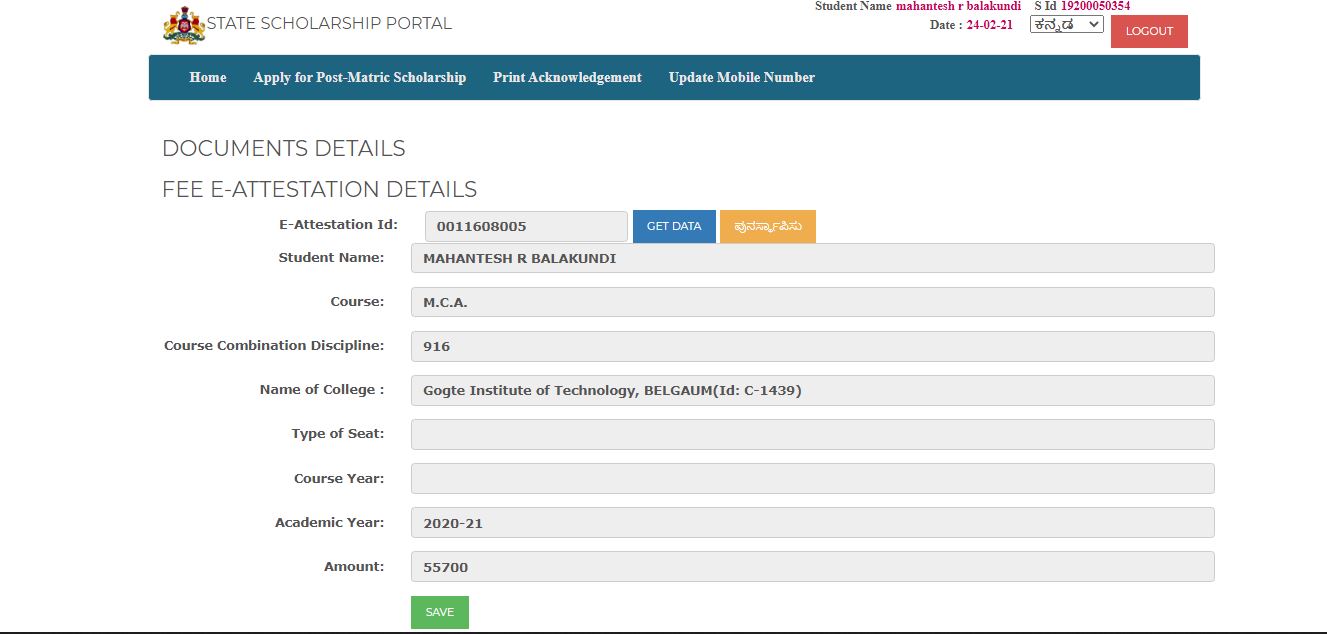 Student Name mahantesh r balakundi S Id 19200050354
STATE SCHOLARSHIP PORTAL
Date : 24-02-21 ಕನ್ನಡ LOGOUT
Home Apply for Post-Matric Scholarship Print Acknowledgement Update Mobile Number
DOCUMENTS DETAILS
FEE E-ATTESTATION DETAILS
E-Attestation Id: 0011608005 GET DATA ಪುನರ್ಸ್ಥಾಪಿಸು
Student Name: MAHANTESH R BALAKUNDI
Course: M.C.A.
Course Combination Discipline: 916
Name of College : Gogte Institute of Technology, BELGAUM(Id: C-1439)
Type of Seat:
Course Year:
Academic Year: 2020-21
Amount: 55700
SAVE